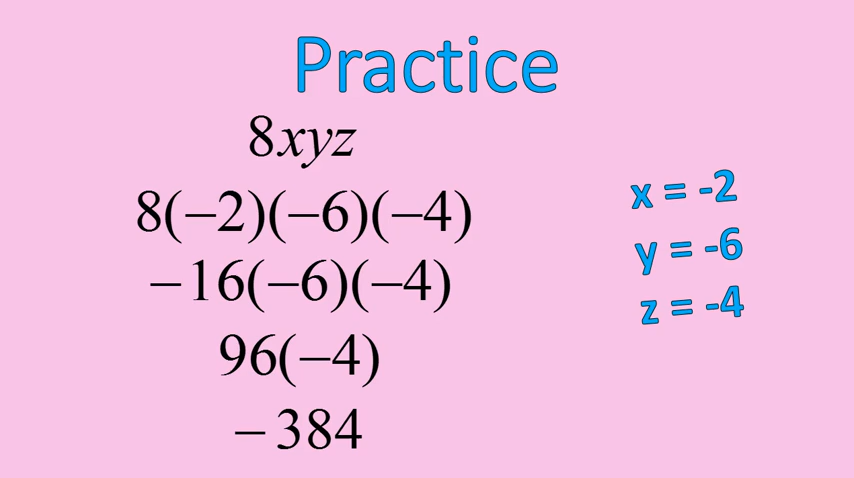 Practice
8xyz
8(−2)(−6)(−4)
−16(−6)(−4)
96(−4)
−384
x = -2
y = -6
z = -4